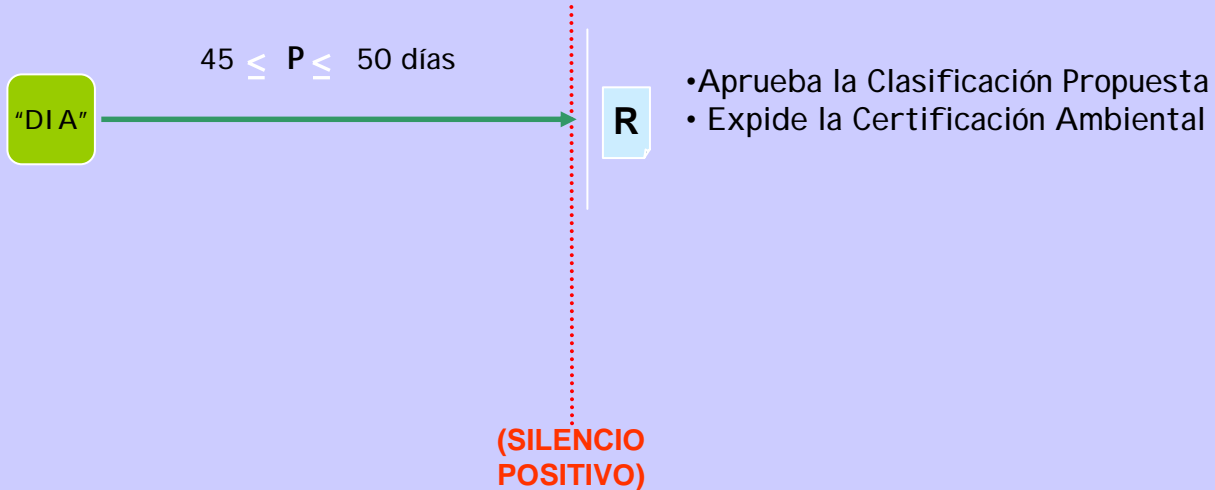 45 ≤ P ≤ 50 días
“DIA”
R
•Aprueba la Clasificación Propuesta
• Expide la Certificación Ambiental
(SILENCIO
POSITIVO)